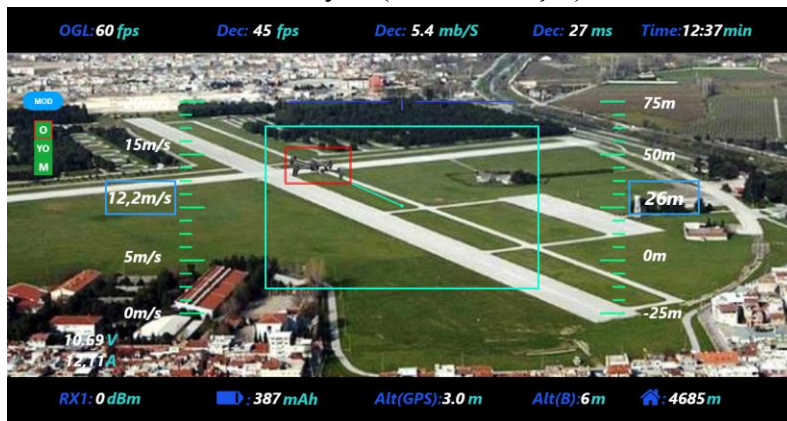 OGL:60 fps Dec: 45 fps Dec: 5.4 mb/S Dec: 27 ms Time:12:37min
MOD
O
YO
M
15m/s
12,2m/s
5m/s
0m/s
75m
50m
26m
0m
-25m
10.69 V
12,11A
RX1: 0 dBm : 387 mAh Alt(GPS):3.0 m Alt(B): 6m : 4685 m